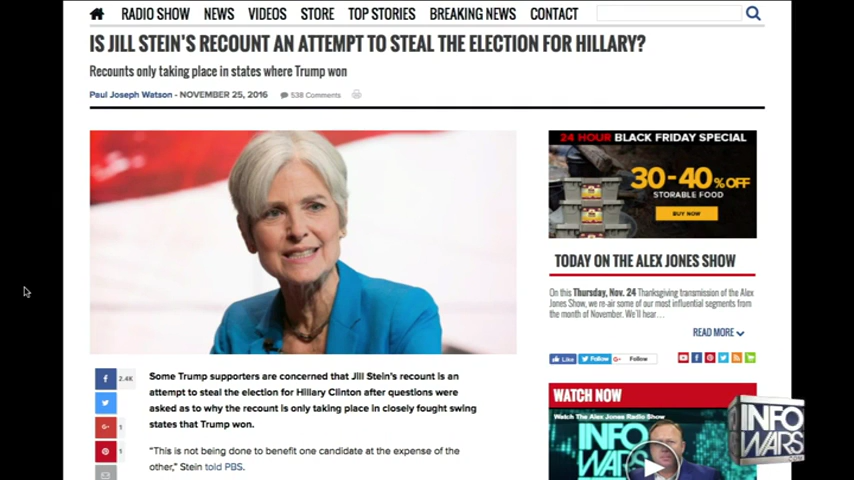 RADIO SHOW NEWS VIDEOS STORE TOP STORIES BREAKING NEWS CONTACT
IS JILL STEIN'S RECOUNT AN ATTEMPT TO STEAL THE ELECTION FOR HILLARY?
Recounts only taking place in states where Trump won
Paul Joseph Watson - NOVEMBER 25, 2016 538 Comments
24 HOUR BLACK FRIDAY SPECIAL
30-40% OFF
STORABLE FOOD
BUY NOW
TODAY ON THE ALEX JONES SHOW
On this Thursday, Nov. 24 Thanksgiving transmission of the Alex
Jones Show, we re-air some of our most influential segments from
the month of November. We'll hear…
READ MORE
Like Follow G+ Follow
2.4K
1
1
Some Trump supporters are concerned that Jill Stein's recount is an
attempt to steal the election for Hillary Clinton after questions were
asked as to why the recount is only taking place in closely fought swing
states that Trump won.
"This is not being done to benefit one candidate at the expense of the
other," Stein told PBS.
WATCH NOW
Watch The Alex Jones Radio Show
INFO
WARS
INFO
WARS
.COM